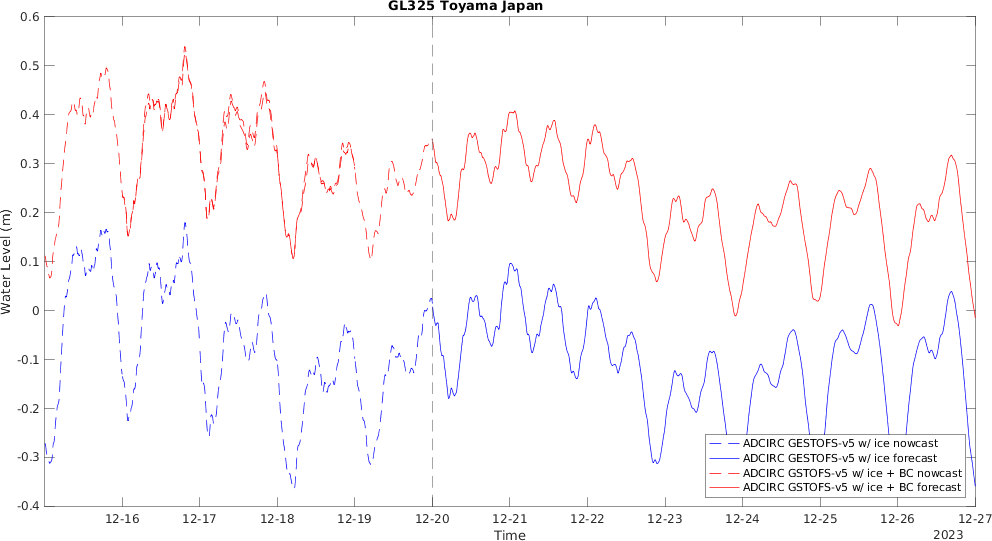 GL325 Toyama Japan
0.6
0.5
0.4
0.3
0.2
0.1
0
-0.1
-0.2
-0.3
-0.4
Water Level (m)
ADCIRC GESTOFS-v5 w/ ice nowcast
ADCIRC GESTOFS-v5 w/ ice forecast
ADCIRC GSTOFS-v5 w/ ice + BC nowcast
ADCIRC GSTOFS-v5 w/ ice + BC forecast
12-16 12-17 12-18 12-19 12-20 12-21 12-22 12-23 12-24 12-25 12-26 12-27
Time
2023